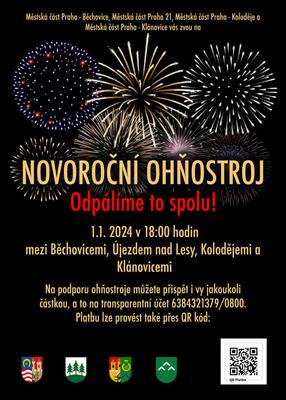 Městská část Praha - Běchovice, Městská část Praha 21, Městská část Praha - Koloděje a
Městská část Praha - Klánovice vás zvou na
NOVOROČNÍ OHŇOSTROJ
Odpálíme to spolu!
1.1. 2024 v 18:00 hodin
mezi Běchovicemi, Újezdem nad Lesy, Kolodějemi a
Klánovicemi
Na podporu ohňostroje můžete přispět i vy jakoukoli
částkou, a to na transparentní účet 6384321379/0800.
Platbu lze provést také přes QR kód:
QR Platba